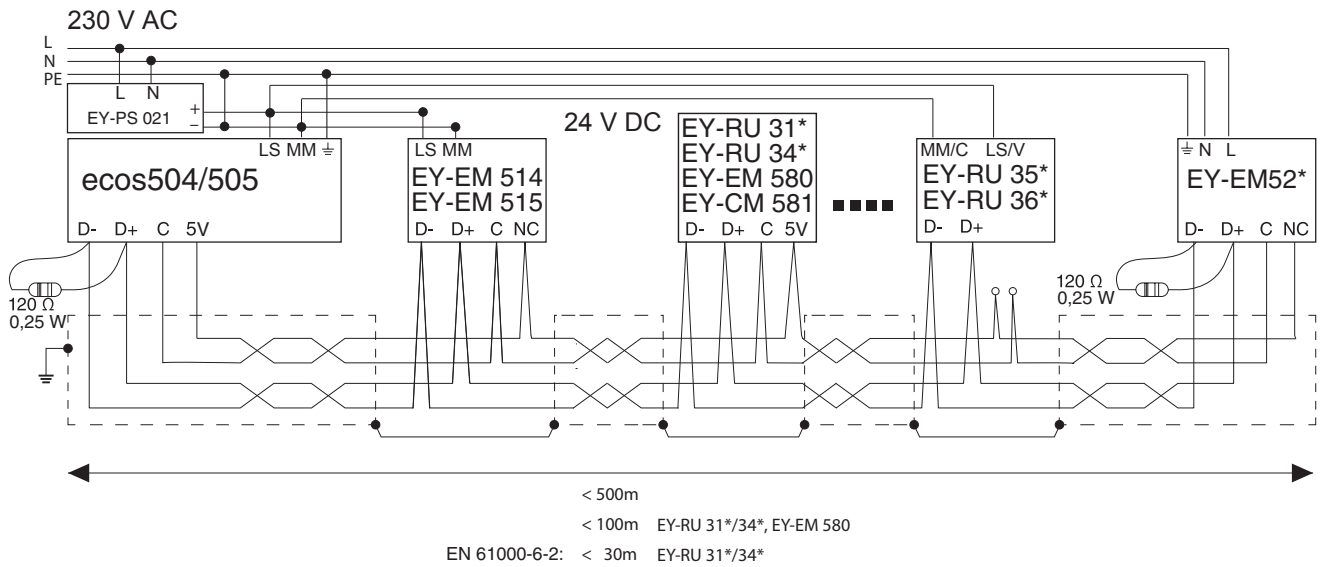 230 V AC
L
N
PE
L N
EY-PS 021
+
–
LS MM ⏚
ecos504/505
D- D+ C 5V
120 Ω
0,25 W
LS MM
EY-EM 514
EY-EM 515
D- D+ C NC
24 V DC
EY-RU 31*
EY-RU 34*
EY-EM 580
EY-CM 581
D- D+ C 5V
MM/C LS/V
EY-RU 35*
EY-RU 36*
D- D+
⏚ N L
EY-EM52*
D- D+ C NC
120 Ω
0,25 W
< 500m
< 100m EY-RU 31*/34*, EY-EM 580
EN 61000-6-2: < 30m EY-RU 31*/34*